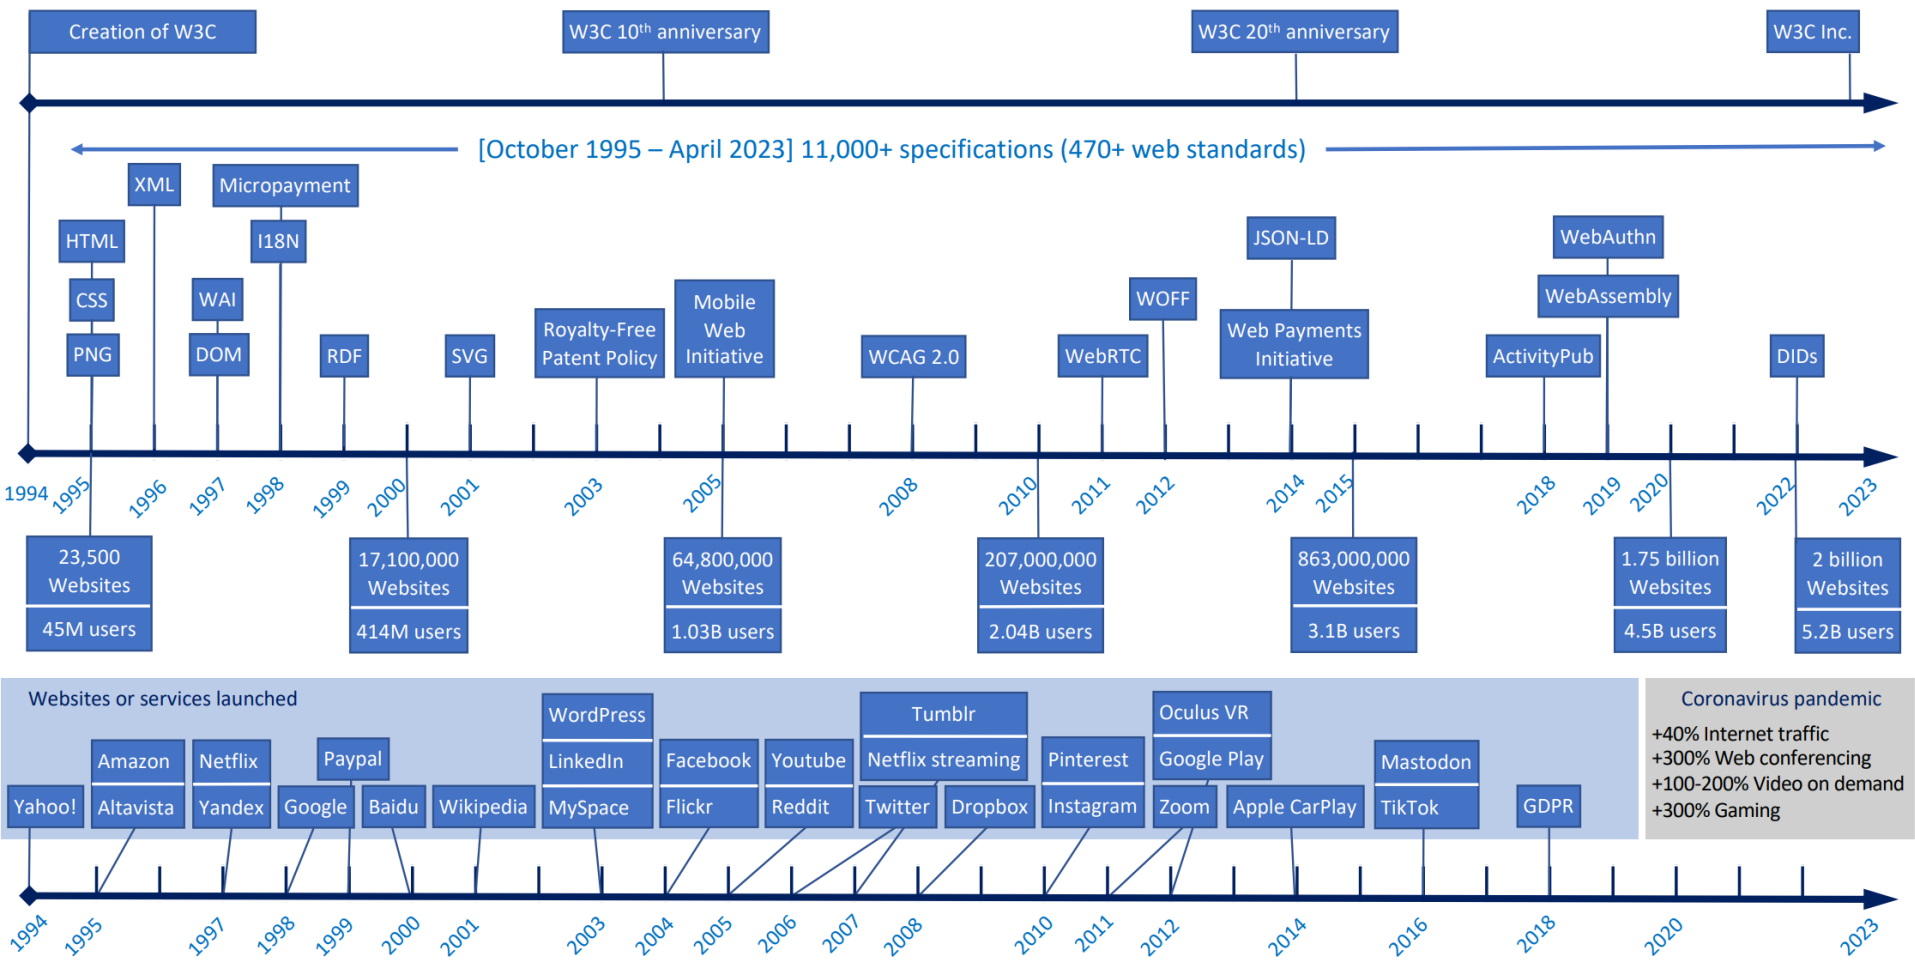 Creation of W3C
W3C 10th anniversary
W3C 20th anniversary
W3C Inc.
[October 1995 – April 2023] 11,000+ specifications (470+ web standards)
XML
Micropayment
HTML
I18N
JSON-LD
WebAuthn
CSS
WAI
Mobile
Web
Initiative
WOFF
WebAssembly
PNG
DOM
RDF
SVG
Royalty-Free
Patent Policy
WCAG 2.0
WebRTC
Web Payments
Initiative
ActivityPub
DIDs
1994
1995
1996
1997
1998
1999
2000
2001
2003
2005
2008
2010
2011
2012
2014
2015
2018
2019
2020
2022
2023
23,500
Websites
45M users
17,100,000
Websites
414M users
64,800,000
Websites
1.03B users
207,000,000
Websites
2.04B users
863,000,000
Websites
3.1B users
1.75 billion
Websites
4.5B users
2 billion
Websites
5.2B users
Websites or services launched
Yahoo!
Amazon
Altavista
Netflix
Yandex
Google
Paypal
Baidu
Wikipedia
WordPress
LinkedIn
MySpace
Facebook
Flickr
Youtube
Reddit
Tumblr
Netflix streaming
Twitter
Dropbox
Pinterest
Instagram
Oculus VR
Google Play
Zoom
Apple CarPlay
Mastodon
TikTok
GDPR
Coronavirus pandemic
+40% Internet traffic
+300% Web conferencing
+100-200% Video on demand
+300% Gaming
1994
1995
1997
1998
1999
2000
2001
2003
2004
2005
2006
2007
2008
2010
2011
2012
2014
2016
2018
2020
2023